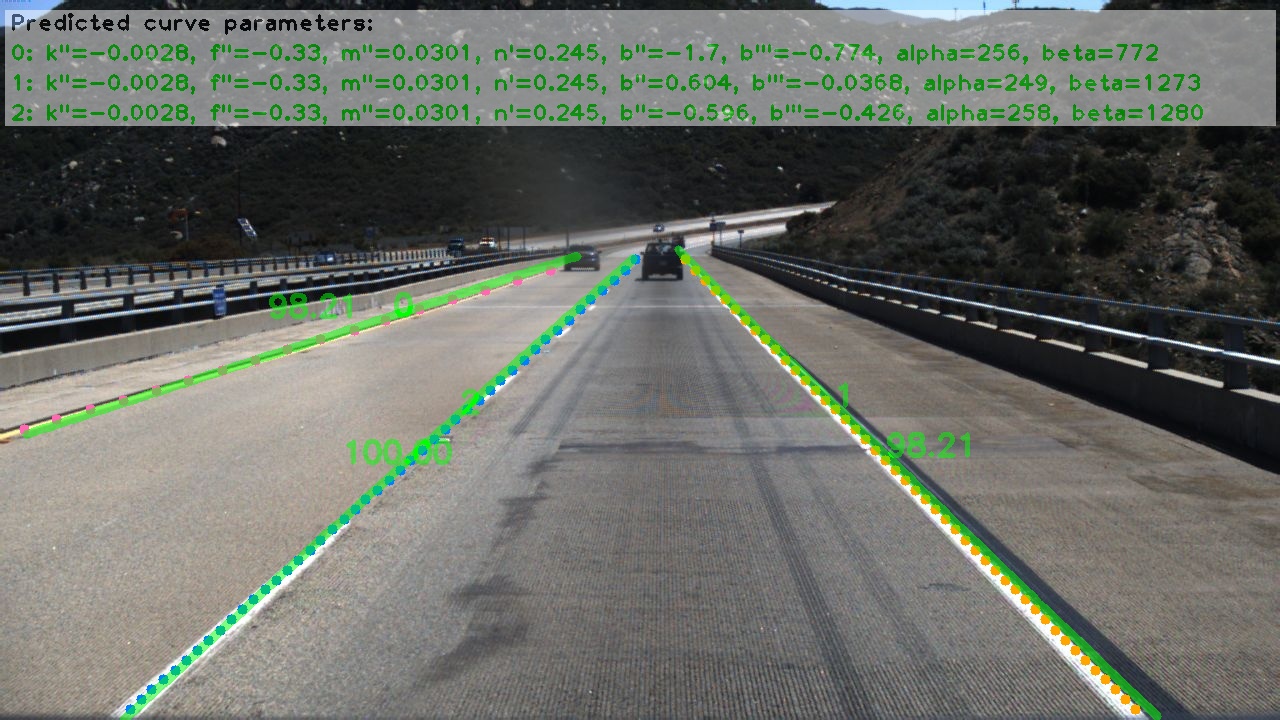 Predicted curve parameters:
0: k''=-0.0028, f''=-0.33, m''=0.0301, n'=0.245, b''=-1.7, b'''=-0.774, alpha=256, beta=772
1: k''=-0.0028, f''=-0.33, m''=0.0301, n'=0.245, b''=0.604, b'''=-0.0368, alpha=249, beta=1273
2: k''=-0.0028, f''=-0.33, m''=0.0301, n'=0.245, b''=-0.596, b'''=-0.426, alpha=258, beta=1280
98.21 0
2 1
100.00 98.21